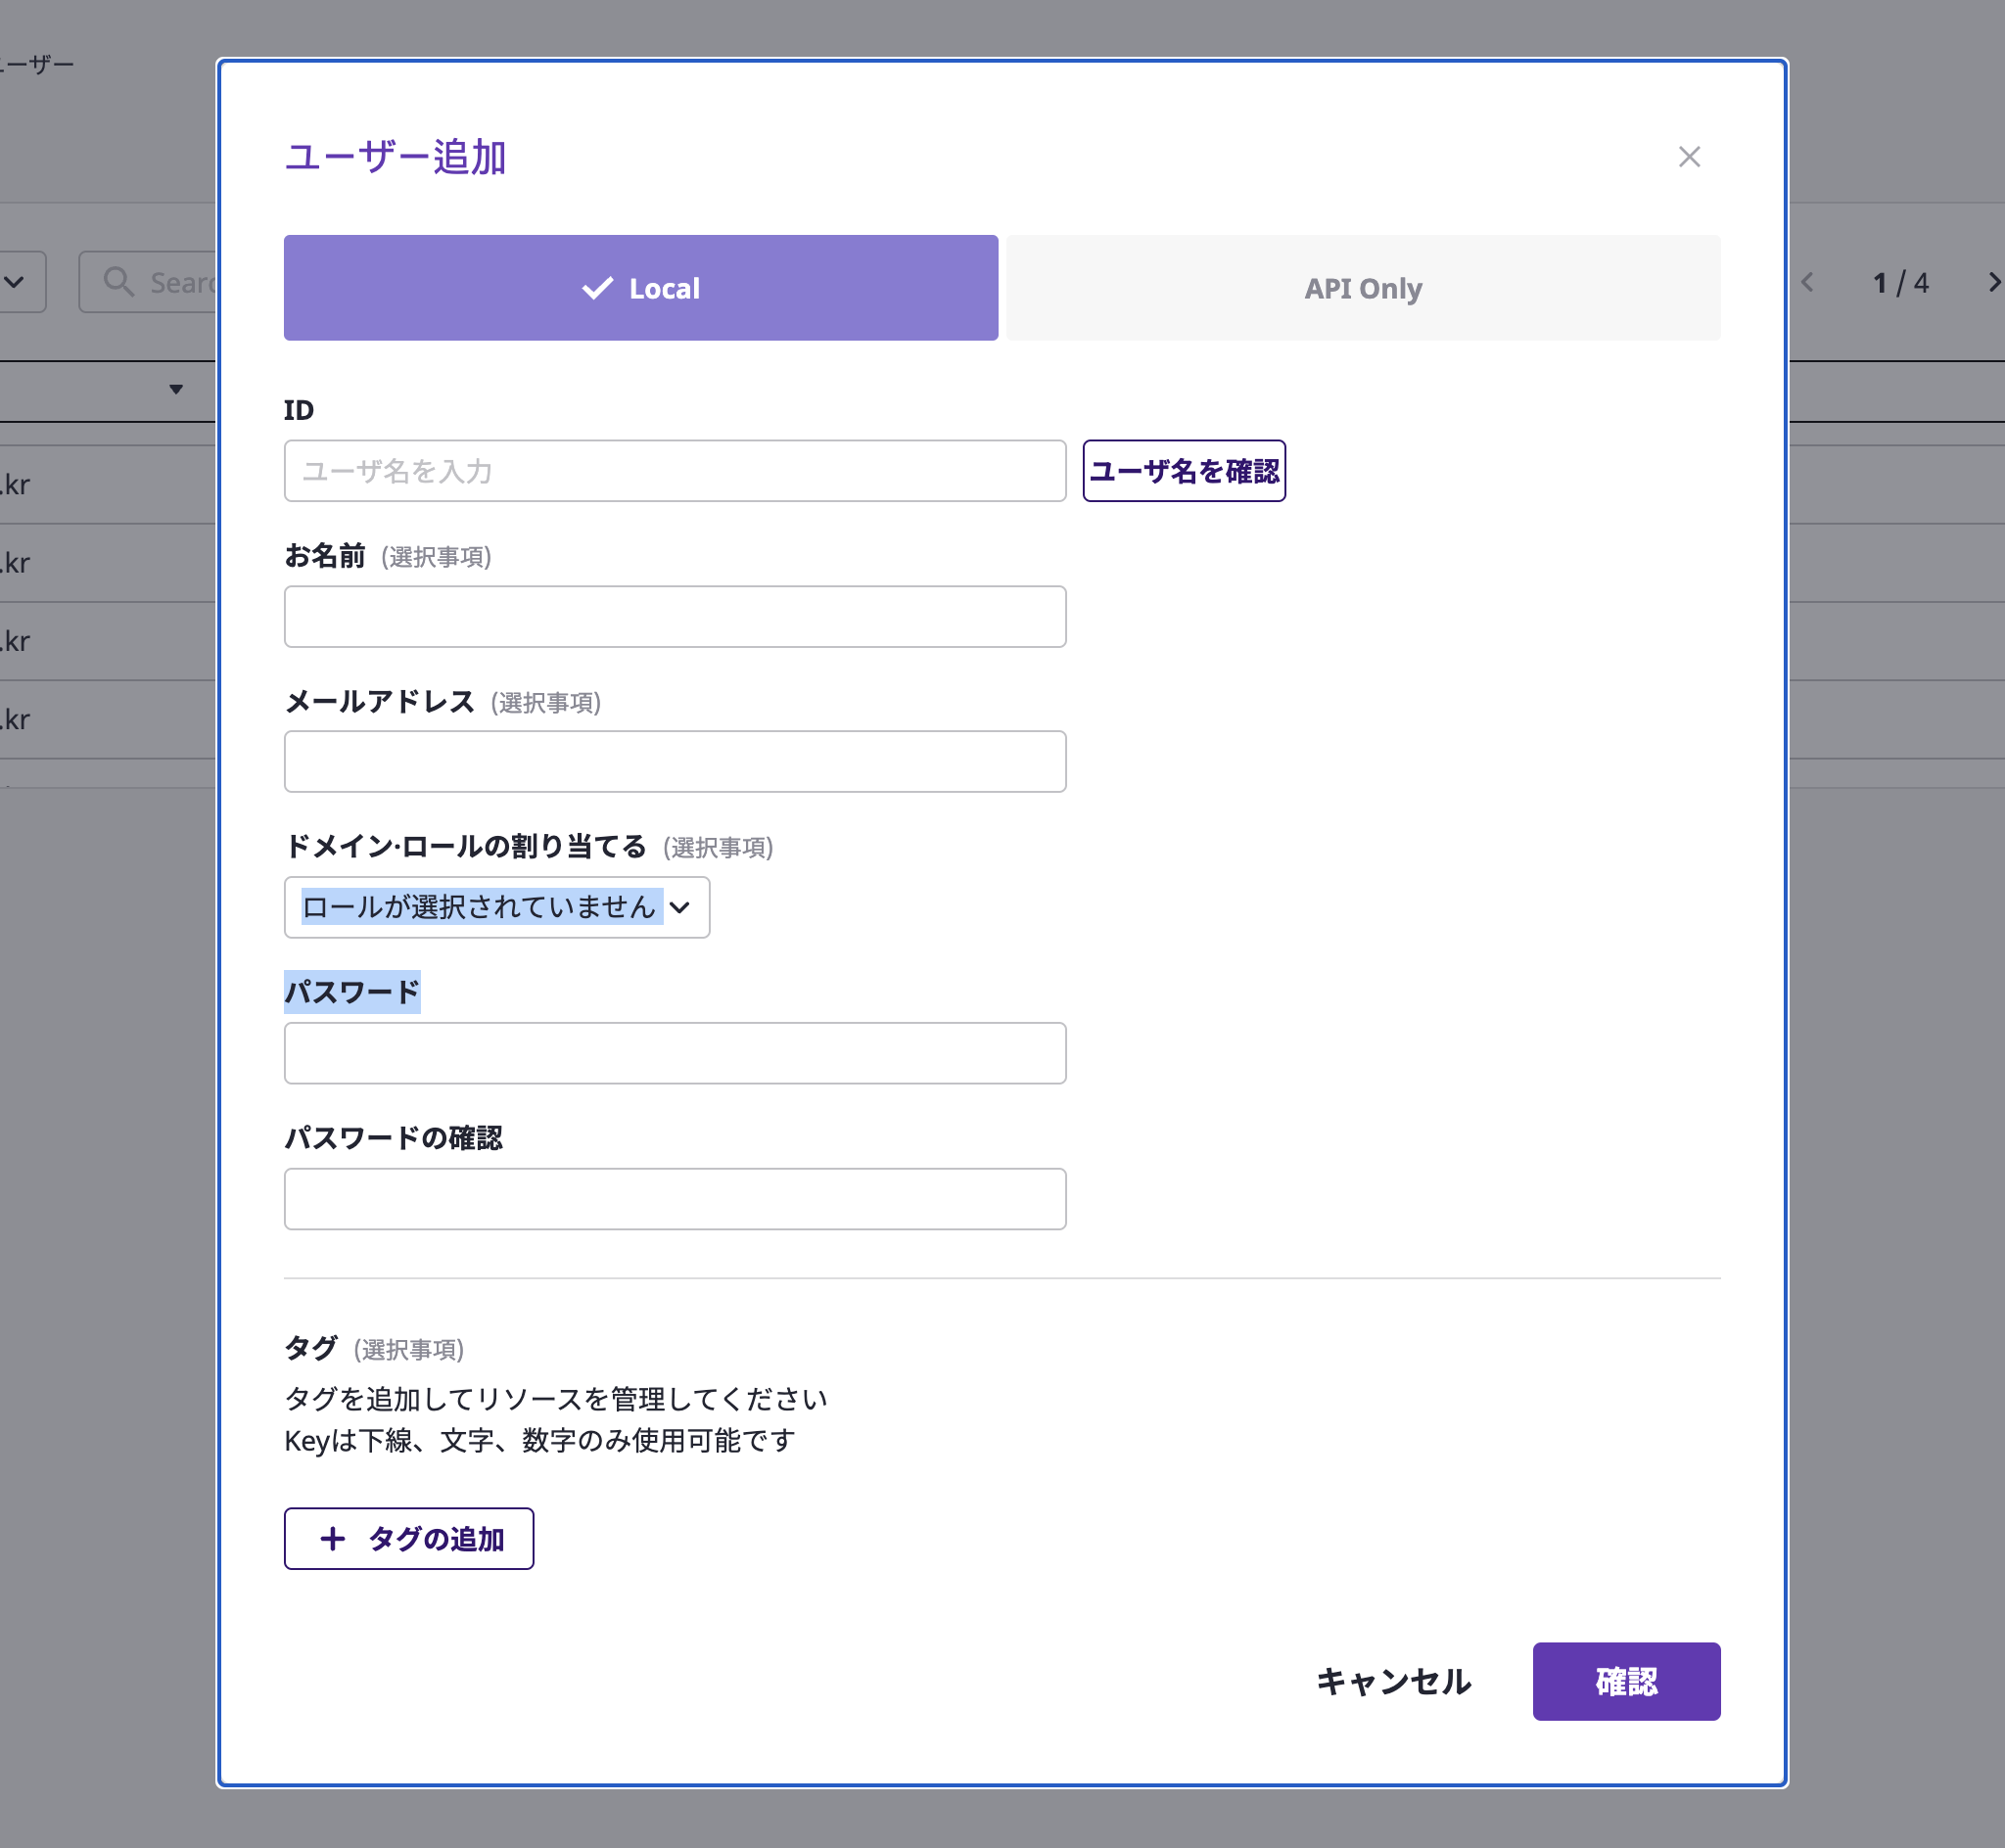 ーザー
ユーザー追加
Local
API Only
Searc
1 / 4
ID
ユーザ名を入力
ユーザ名を確認
.kr
お名前 (選択事項)
.kr
.kr
メールアドレス (選択事項)
.kr
ドメイン·ロールの割り当てる (選択事項)
ロールが選択されていません
パスワード
パスワードの確認
タグ (選択事項)
タグを追加してリソースを管理してください
Keyは下線、文字、数字のみ使用可能です
+ タグの追加
キャンセル
確認